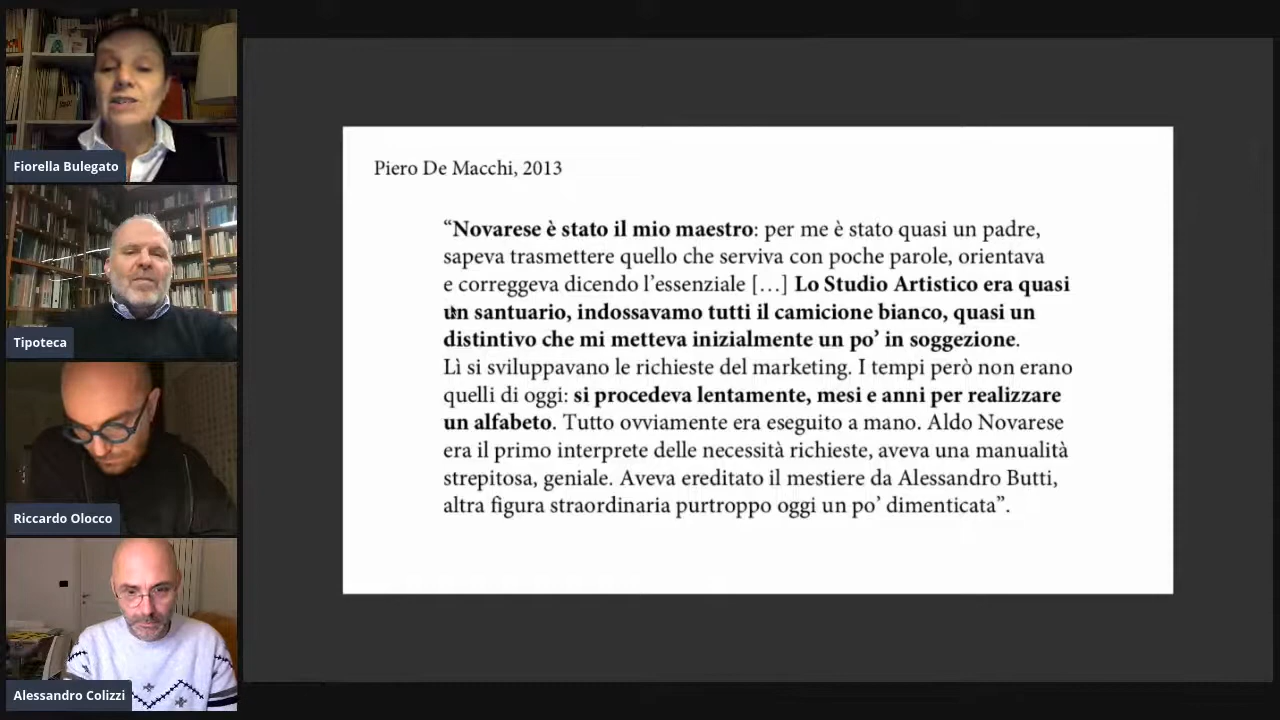 Fiorella Bulegato
Tipoteca
Riccardo Olocco
Alessandro Colizzi
Piero De Macchi, 2013
“Novarese è stato il mio maestro: per me è stato quasi un padre,
sapeva trasmettere quello che serviva con poche parole, orientava
e correggeva dicendo l’essenziale […] Lo Studio Artistico era quasi
un santuario, indossavamo tutti il camicione bianco, quasi un
distintivo che mi metteva inizialmente un po’ in soggezione.
Lì si sviluppavano le richieste del marketing. I tempi però non erano
quelli di oggi: si procedeva lentamente, mesi e anni per realizzare
un alfabeto. Tutto ovviamente era eseguito a mano. Aldo Novarese
era il primo interprete delle necessità richieste, aveva una manualità
strepitosa, geniale. Aveva ereditato il mestiere da Alessandro Butti,
altra figura straordinaria purtroppo oggi un po’ dimenticata”.